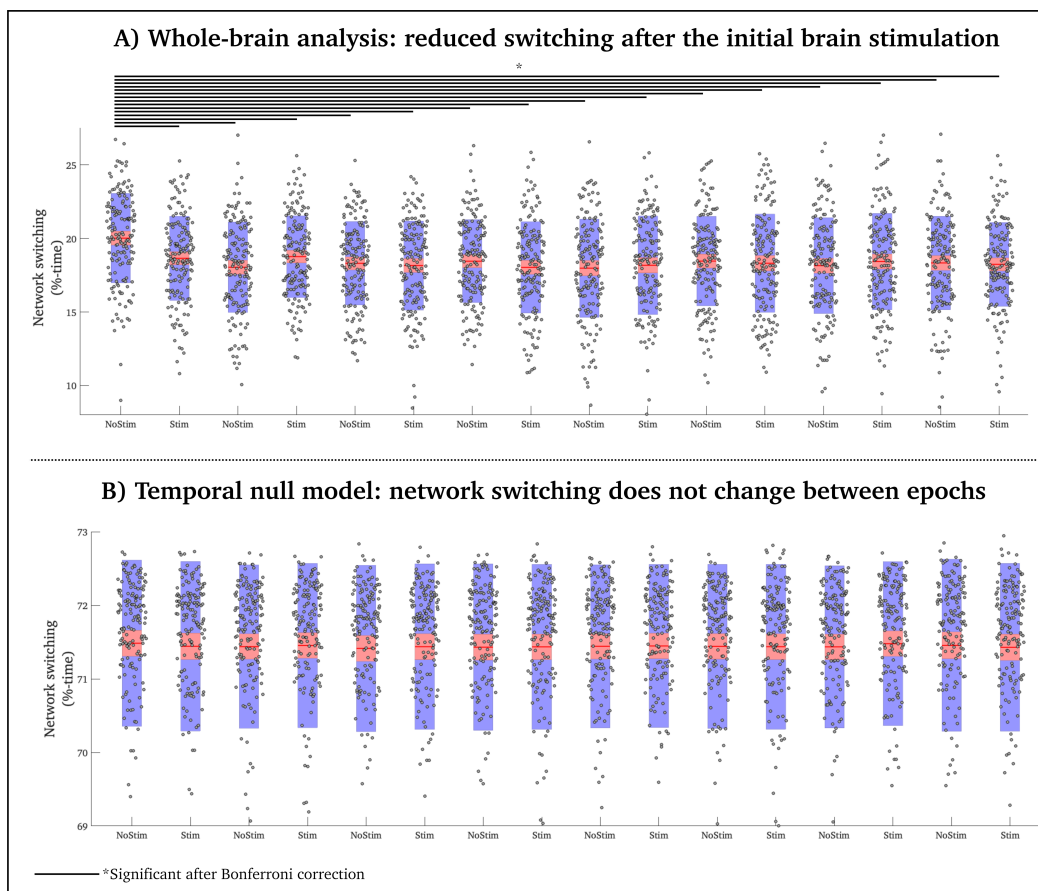 A) Whole-brain analysis: reduced switching after the initial brain stimulation
*
Network switching
(%-time)
25
20
15
10
NoStim Stim NoStim Stim NoStim Stim NoStim Stim NoStim Stim NoStim Stim NoStim Stim NoStim Stim
B) Temporal null model: network switching does not change between epochs
Network switching
(%-time)
73
72
71
70
69
NoStim Stim NoStim Stim NoStim Stim NoStim Stim NoStim Stim NoStim Stim NoStim Stim NoStim Stim
*Significant after Bonferroni correction